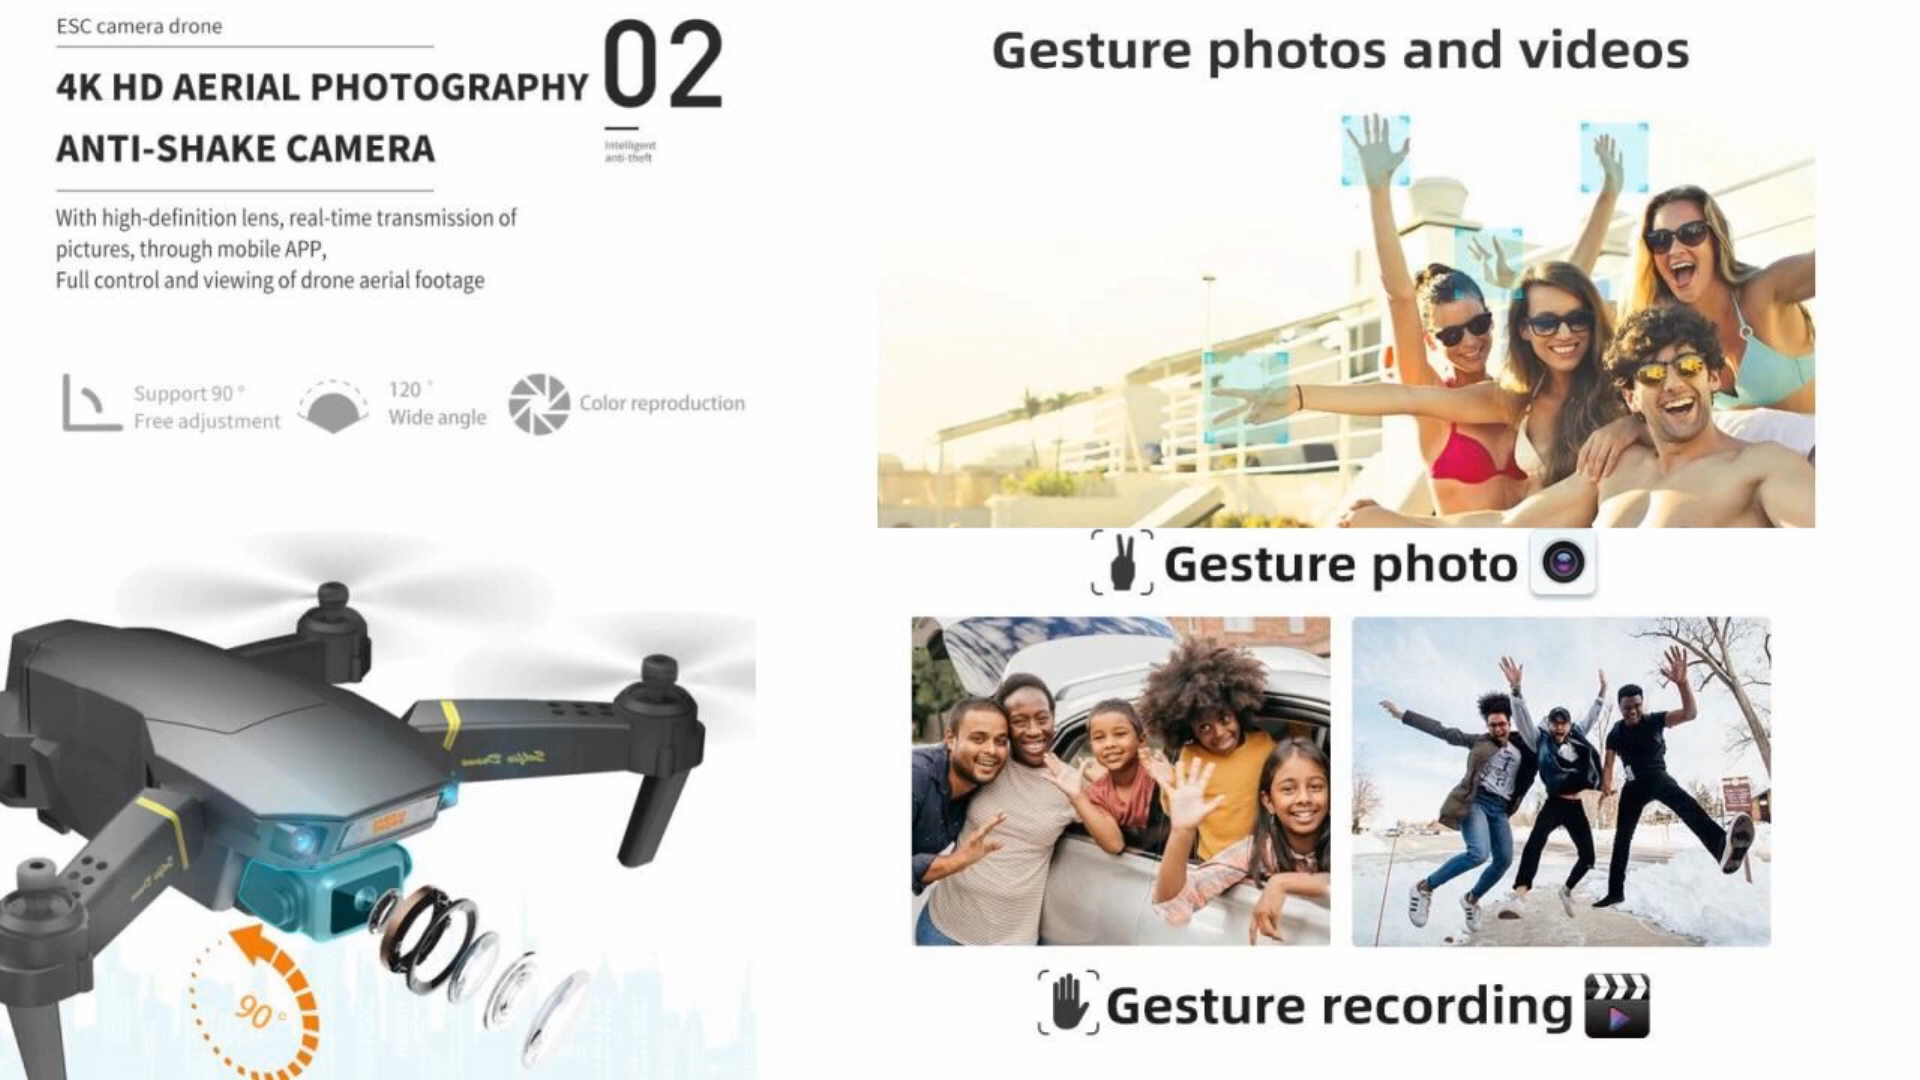 ESC camera drone
4K HD AERIAL PHOTOGRAPHY
ANTI-SHAKE CAMERA
02
Intelligent
anti-theft
With high-definition lens, real-time transmission of
pictures, through mobile APP,
Full control and viewing of drone aerial footage
Support 90°
Free adjustment
120°
Wide angle
Color reproduction
90°
Gesture photos and videos
Gesture photo
Gesture recording